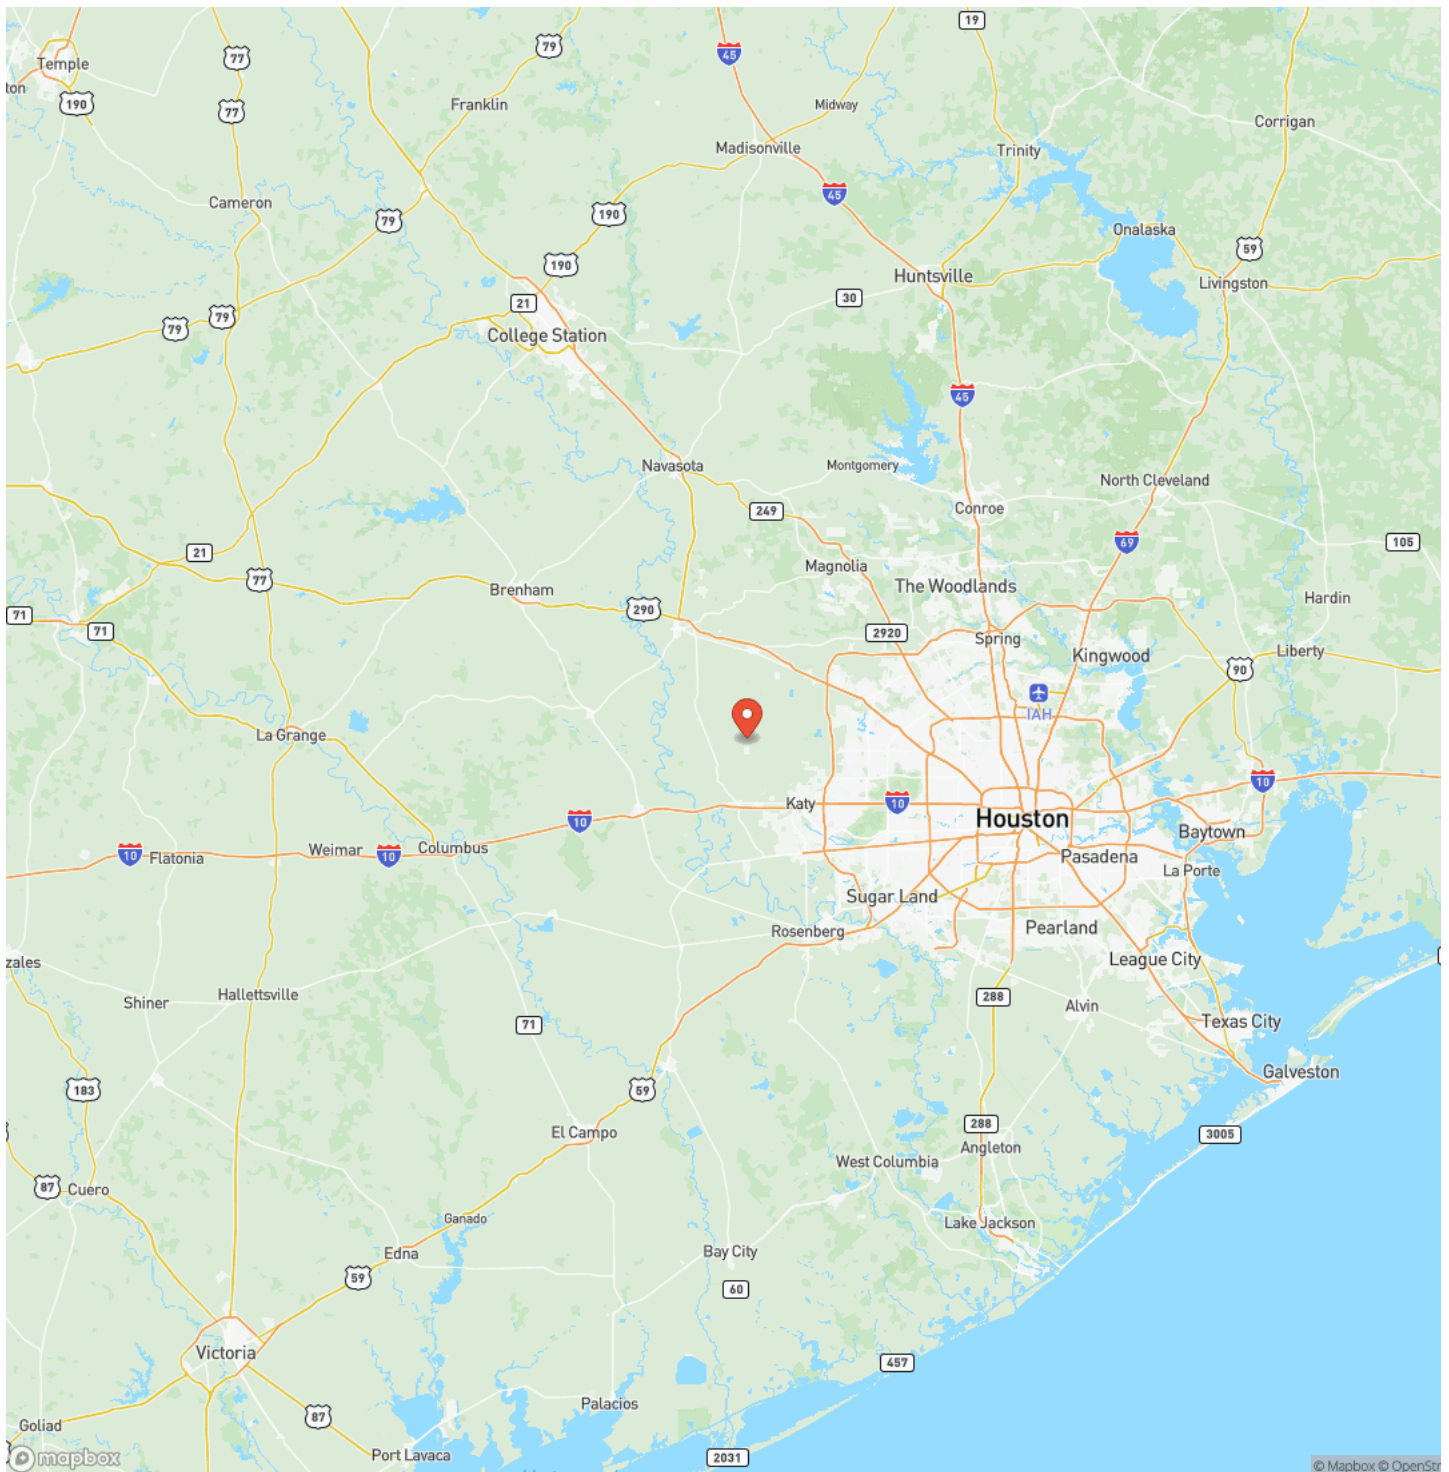 19
77
79
45
Temple
ton
190
77
Franklin
Midway
Corrigan
Madisonville
Trinity
45
Cameron
79
190
Onalaska
59
190
Huntsville
Livingston
21
30
79
79
College Station
45
Navasota
Montgomery
North Cleveland
Conroe
249
69
105
21
Magnolia
77
The Woodlands
Brenham
Hardin
290
71
71
2920
Spring
Kingwood
Liberty
90
IAH
La Grange
10
Katy
10
10
Houston
Baytown
10
Flatonia
Weimar
10
Columbus
Pasadena
La Porte
Sugar Land
Rosenberg
Pearland
zales
League City
Shiner
Hallettsville
288
Alvin
71
Texas City
Galveston
183
59
El Campo
288
3005
Angleton
West Columbia
87
Cuero
Ganado
Lake Jackson
Edna
Bay City
59
60
Victoria
457
Palacios
87
Goliad
Port Lavaca
2031
mapbox
© Mapbox © OpenStr